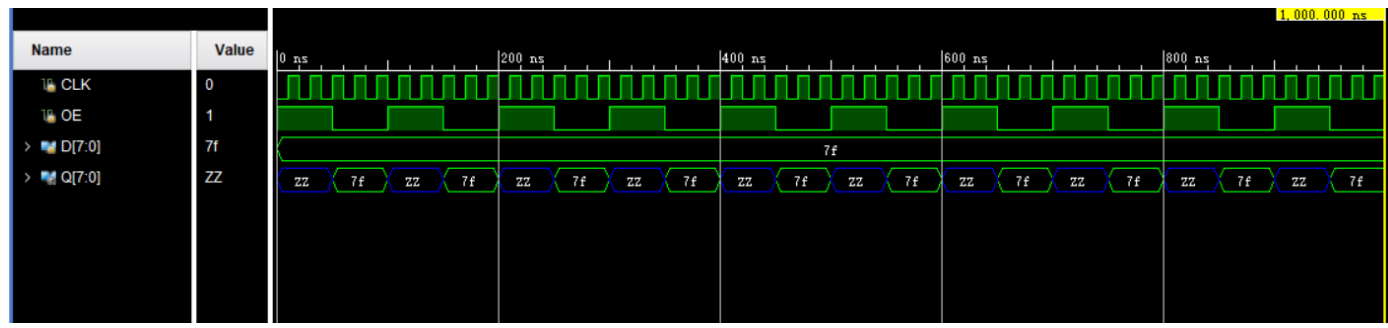 1,000.000 ns
Name Value
0 ns 200 ns 400 ns 600 ns 800 ns
CLK 0
OE 1
> D[7:0] 7f 7f
> Q[7:0] ZZ ZZ 7f ZZ 7f ZZ 7f ZZ 7f ZZ 7f ZZ 7f ZZ 7f ZZ 7f ZZ 7f ZZ 7f